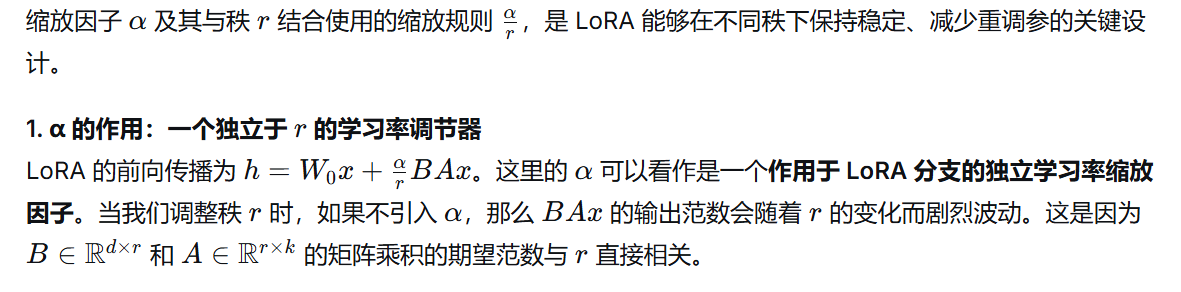 缩放因子 α 及其与秩 r 结合使用的缩放规则 α/r，是 LoRA 能够在不同秩下保持稳定、减少重调参的关键设
计。
1. α 的作用：一个独立于 r 的学习率调节器
LoRA 的前向传播为 h = W₀x + α/r BAx。这里的 α 可以看作是一个作用于 LoRA 分支的独立学习率缩放
因子。当我们调整秩 r 时，如果不引入 α，那么 BAx 的输出范数会随着 r 的变化而剧烈波动。这是因为
B ∈ ℝ^{d×r} 和 A ∈ ℝ^{r×k} 的矩阵乘积的期望范数与 r 直接相关。